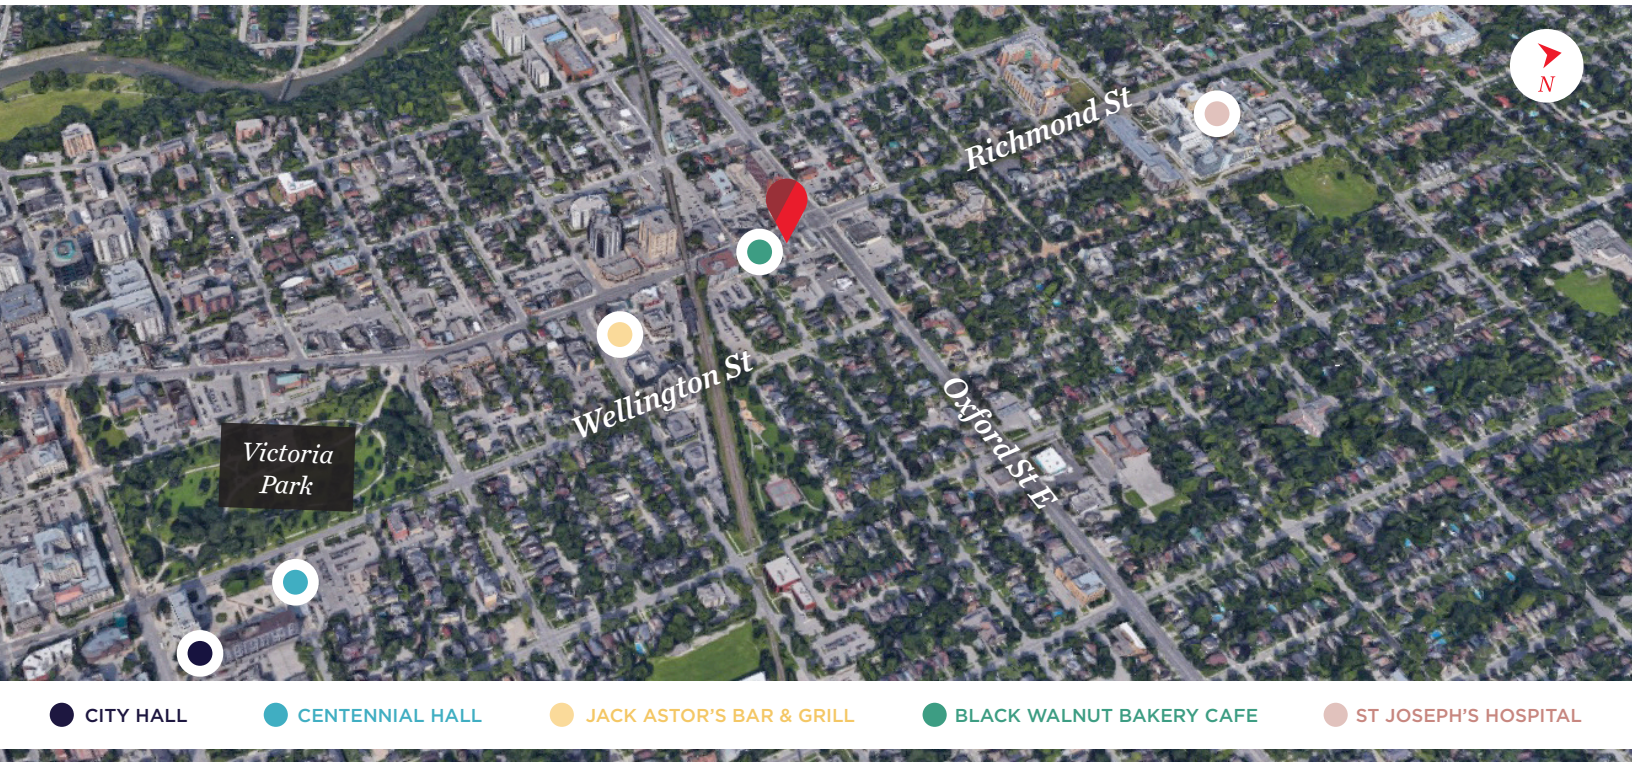 N
Richmond St
Wellington St
Oxford St E
Victoria
Park
CITY HALL
CENTENNIAL HALL
JACK ASTOR'S BAR & GRILL
BLACK WALNUT BAKERY CAFE
ST JOSEPH'S HOSPITAL